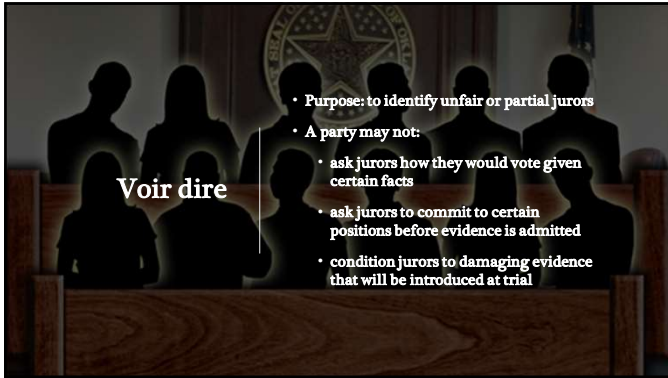 Voir dire
• Purpose: to identify unfair or partial jurors
• A party may not:
• ask jurors how they would vote given
certain facts
• ask jurors to commit to certain
positions before evidence is admitted
• condition jurors to damaging evidence
that will be introduced at trial